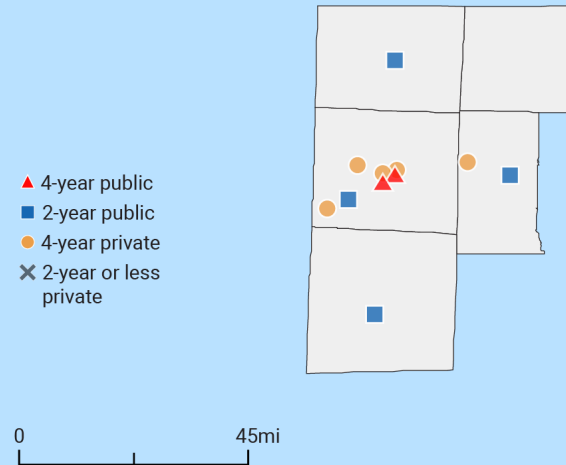 4-year public
2-year public
4-year private
2-year or less
private
0 45mi